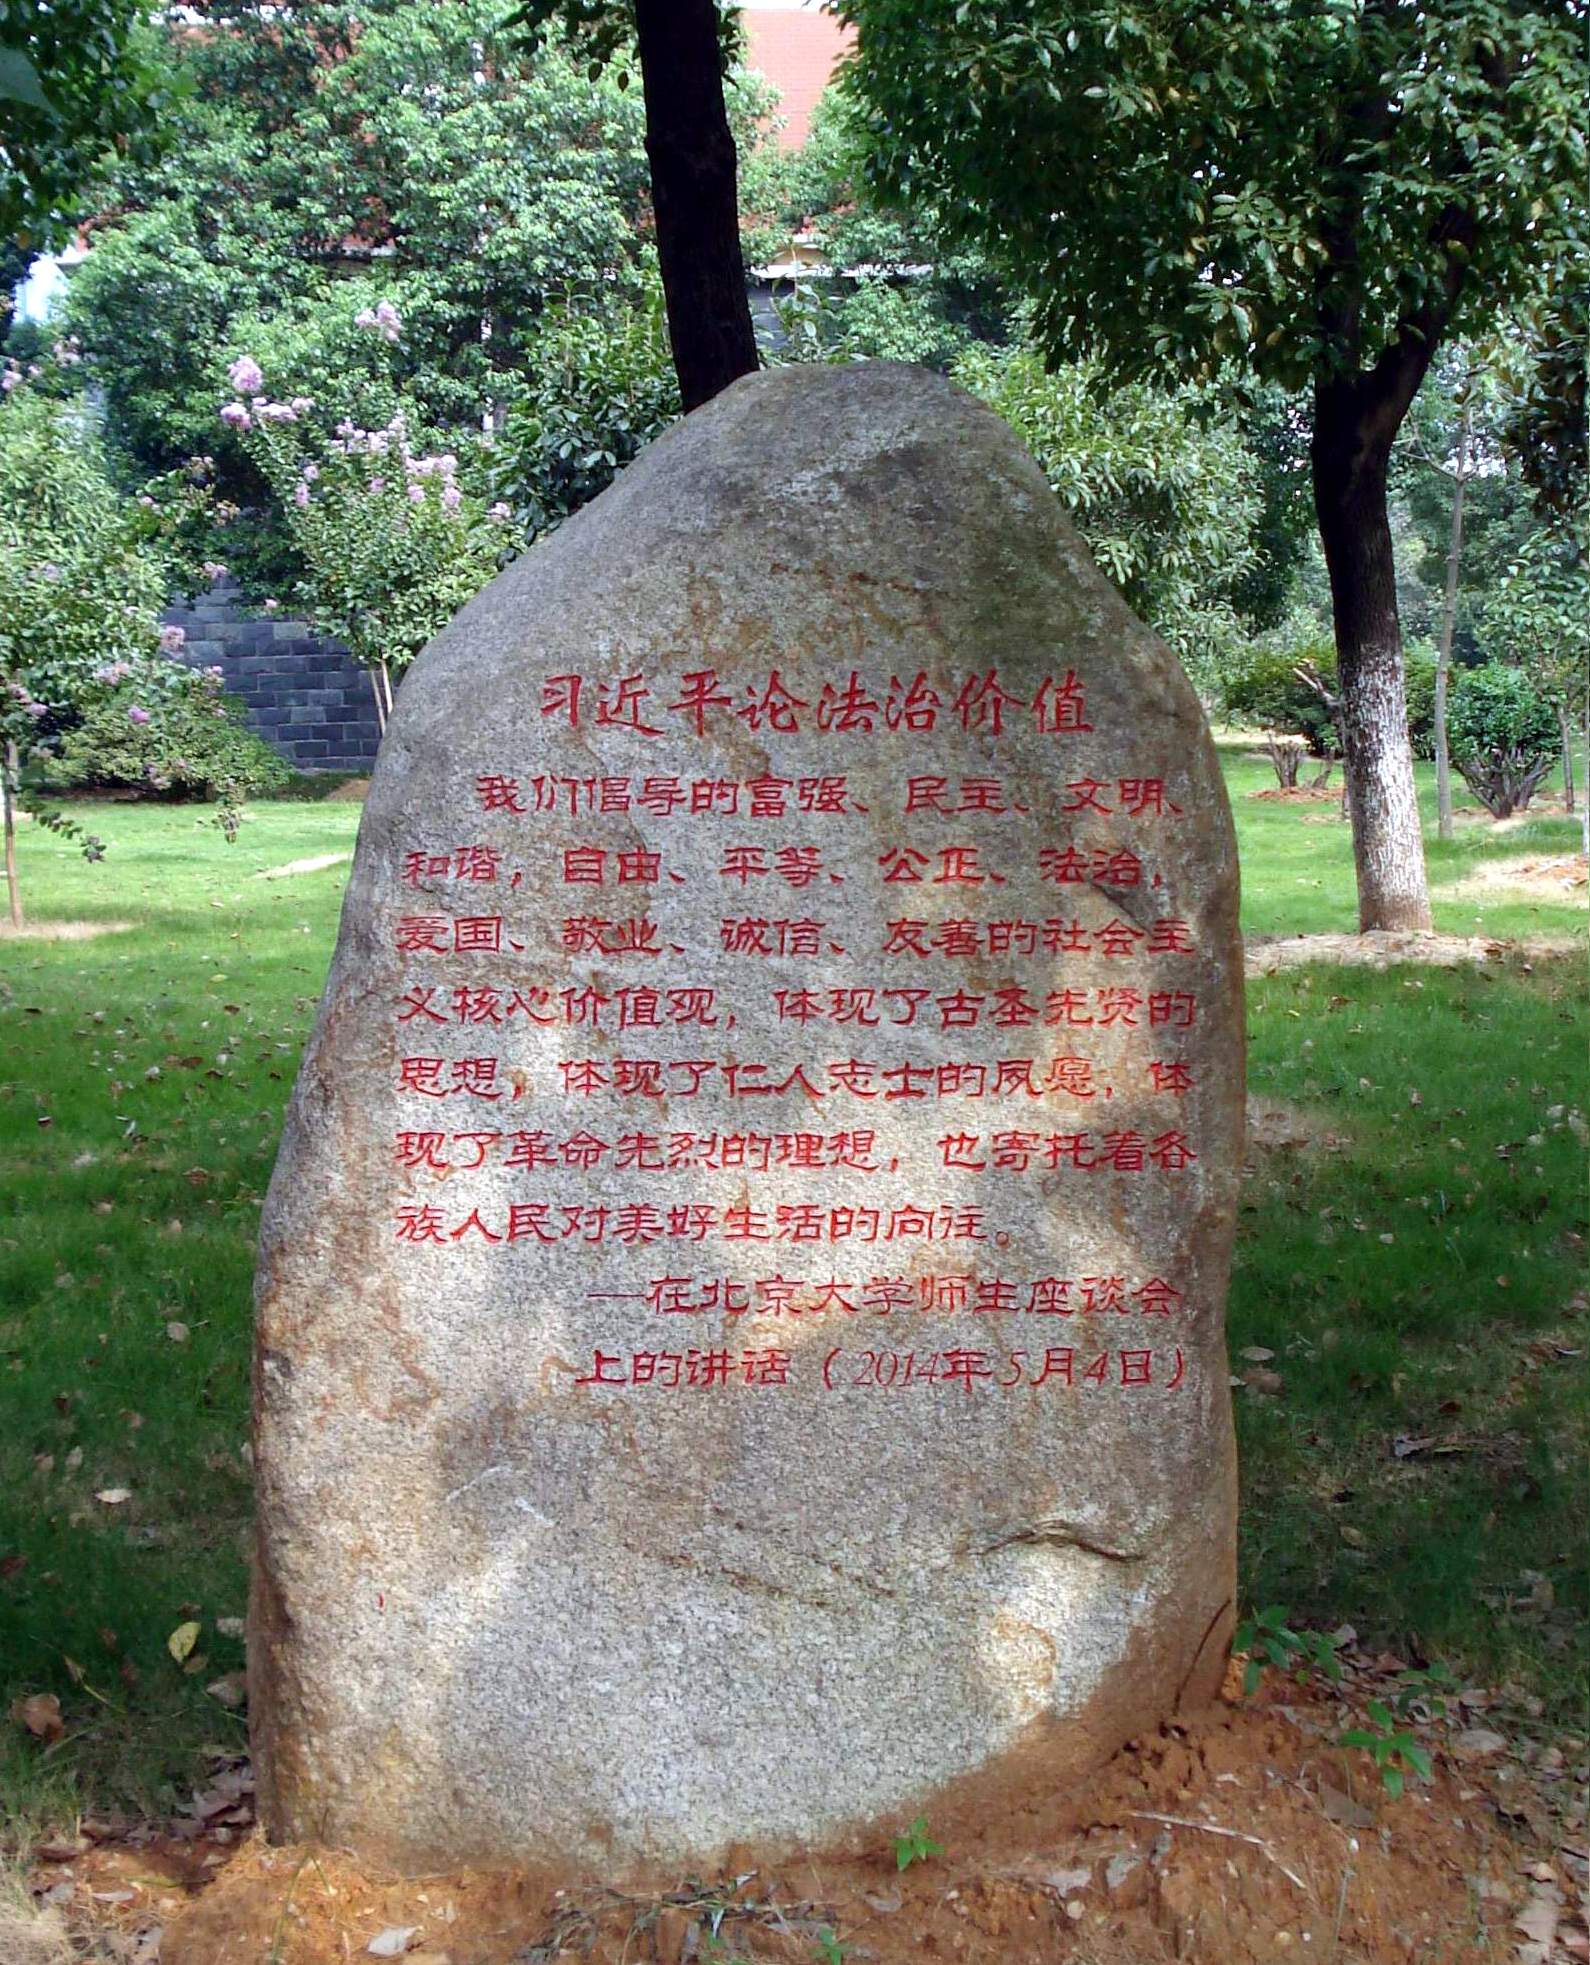 习近平论法治价值
我们倡导的富强、民主、文明、
和谐，自由、平等、公正、法治，
爱国、敬业、诚信、友善的社会主
义核心价值观，体现了古圣先贤的
思想，体现了仁人志士的夙愿，体
现了革命先烈的理想，也寄托着各
族人民对美好生活的向往。
—在北京大学师生座谈会
上的讲话（2014年5月4日）